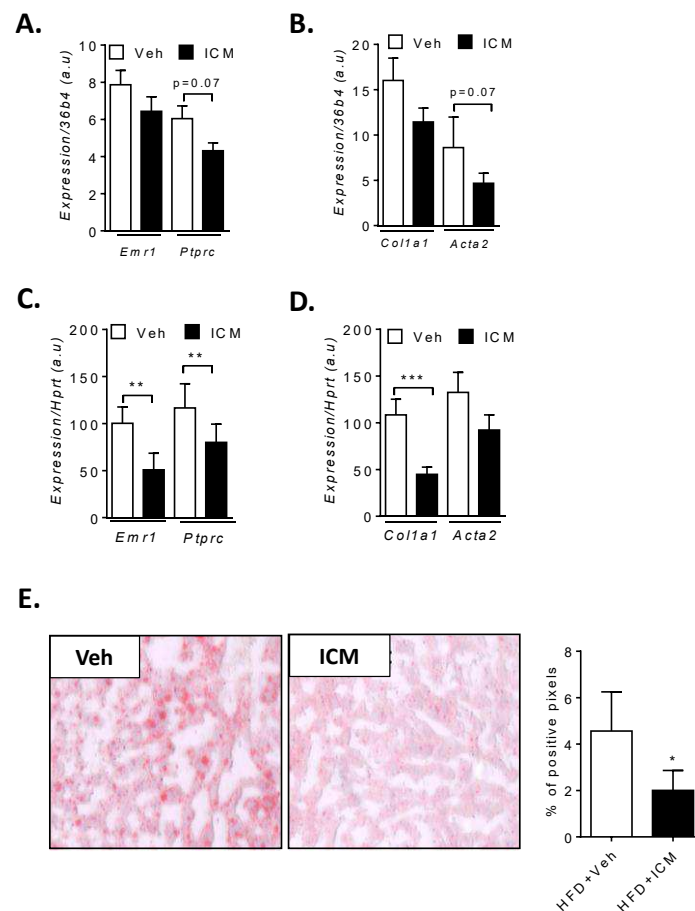 A.
10
8
6
4
2
0
Expression/36b4 (a.u)
Veh ICM
p=0.07
Emr1 Ptprc
B.
20
15
10
5
0
Expression/36b4 (a.u)
Veh ICM
p=0.07
Col1a1 Acta2
C.
200
150
100
50
0
Expression/Hprt (a.u)
Veh ICM
**
**
Emr1 Ptprc
D.
200
150
100
50
0
Expression/Hprt (a.u)
Veh ICM
***
Col1a1 Acta2
E.
Veh
ICM
8
6
4
2
0
% of positive pixels
*
HFD+Veh
HFD+ICM